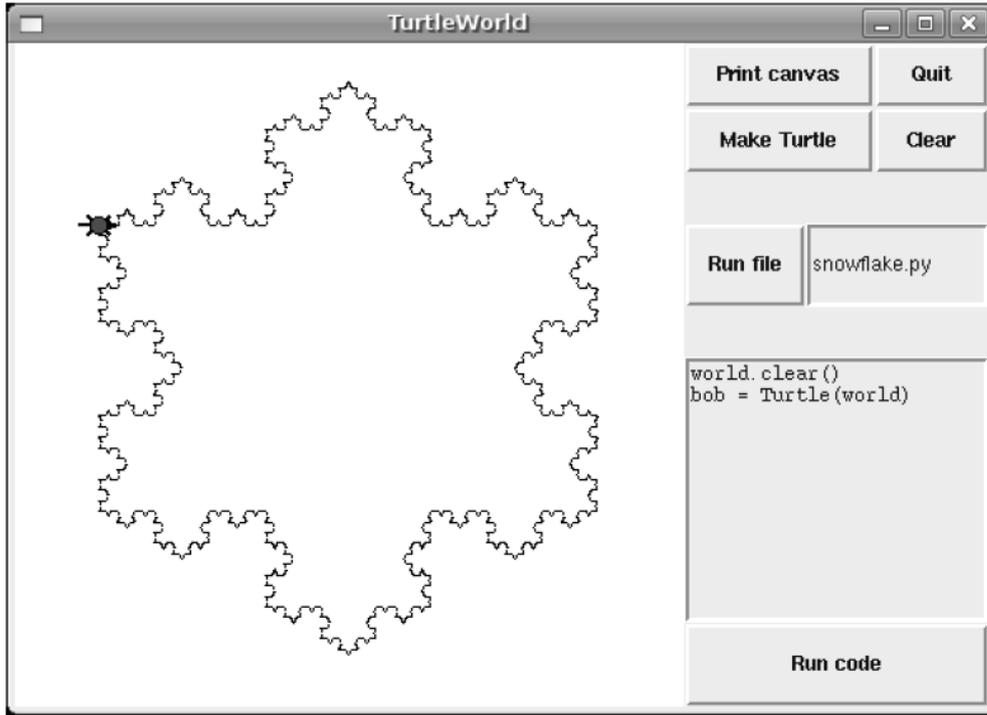 TurtleWorld
Print canvas
Quit
Make Turtle
Clear
Run file
snowflake.py
world.clear()
bob = Turtle(world)
Run code